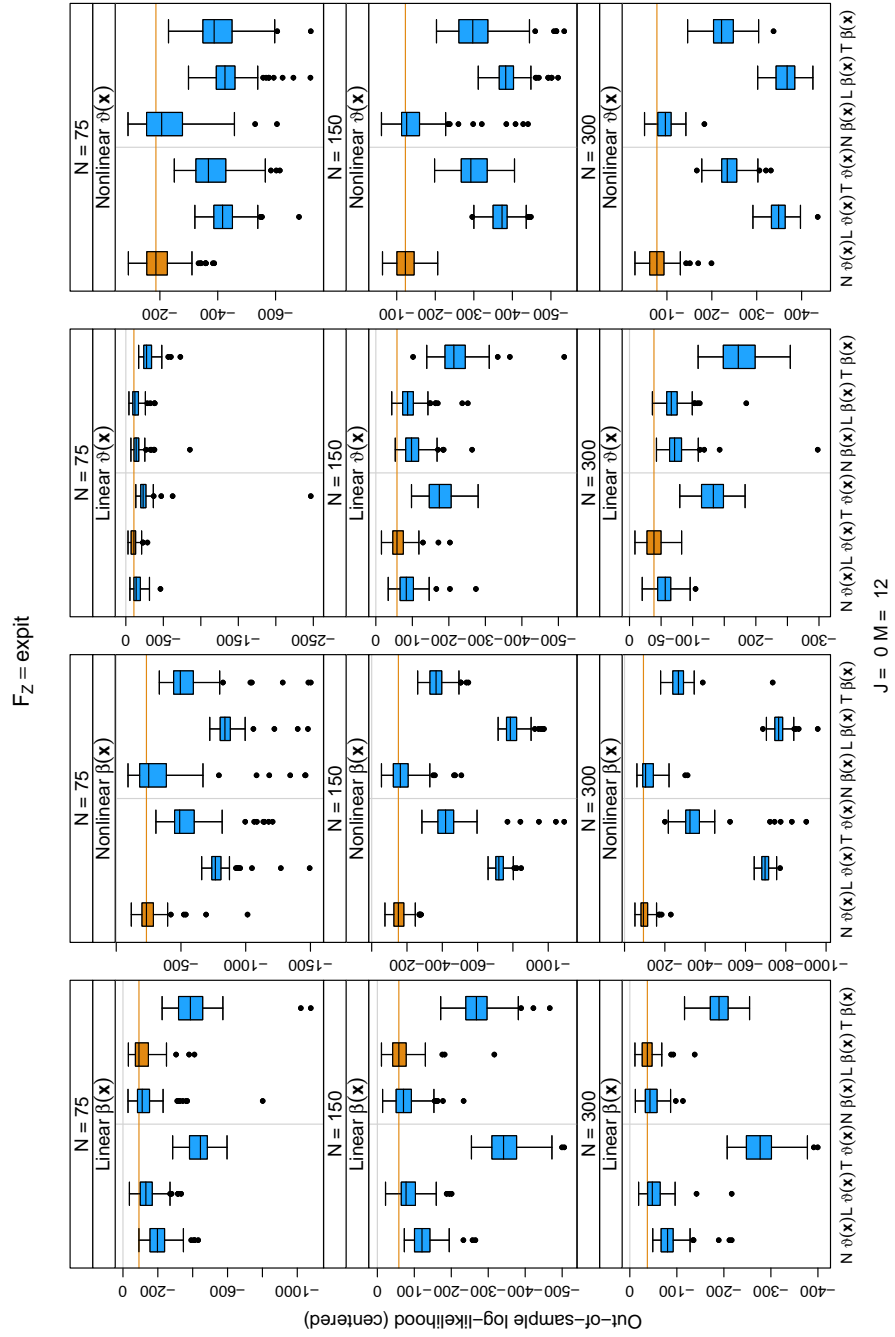 F_Z = expit
N = 75 N = 75 N = 75 N = 75
Linear β(x) Nonlinear β(x) Linear ϑ(x) Nonlinear ϑ(x)
0 −200 −600 −1000
−500 −1000 −1500
0 −500 −1500 −2500
−200 −400 −600
N = 150 N = 150 N = 150 N = 150
Linear β(x) Nonlinear β(x) Linear ϑ(x) Nonlinear ϑ(x)
0 −100 −200 −300 −400 −500
−200 −400 −600 −1000
0 −100 −200 −300 −400 −500
−100 −200 −300 −400 −500
N = 300 N = 300 N = 300 N = 300
Linear β(x) Nonlinear β(x) Linear ϑ(x) Nonlinear ϑ(x)
0 −100 −200 −300 −400
−200 −400 −600 −800 −1000
0 −50 −100 −200 −300
−100 −200 −300 −400
N ϑ(x) L ϑ(x) T ϑ(x) N β(x) L β(x) T β(x)
N ϑ(x) L ϑ(x) T ϑ(x) N β(x) L β(x) T β(x)
N ϑ(x) L ϑ(x) T ϑ(x) N β(x) L β(x) T β(x)
N ϑ(x) L ϑ(x) T ϑ(x) N β(x) L β(x) T β(x)
Out−of−sample log−likelihood (centered)
J = 0 M = 12